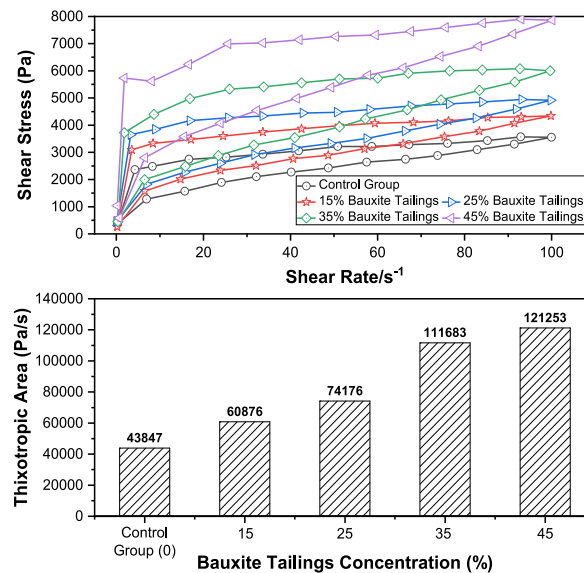 8000
7000
6000
5000
4000
3000
2000
1000
0
Shear Stress (Pa)
Control Group
15% Bauxite Tailings 25% Bauxite Tailings
35% Bauxite Tailings 45% Bauxite Tailings
0 20 40 60 80 100
Shear Rate/s⁻¹
140000
120000
100000
80000
60000
40000
20000
0
Thixotropic Area (Pa/s)
43847
60876
74176
111683
121253
Control
Group (0) 15 25 35 45
Bauxite Tailings Concentration (%)